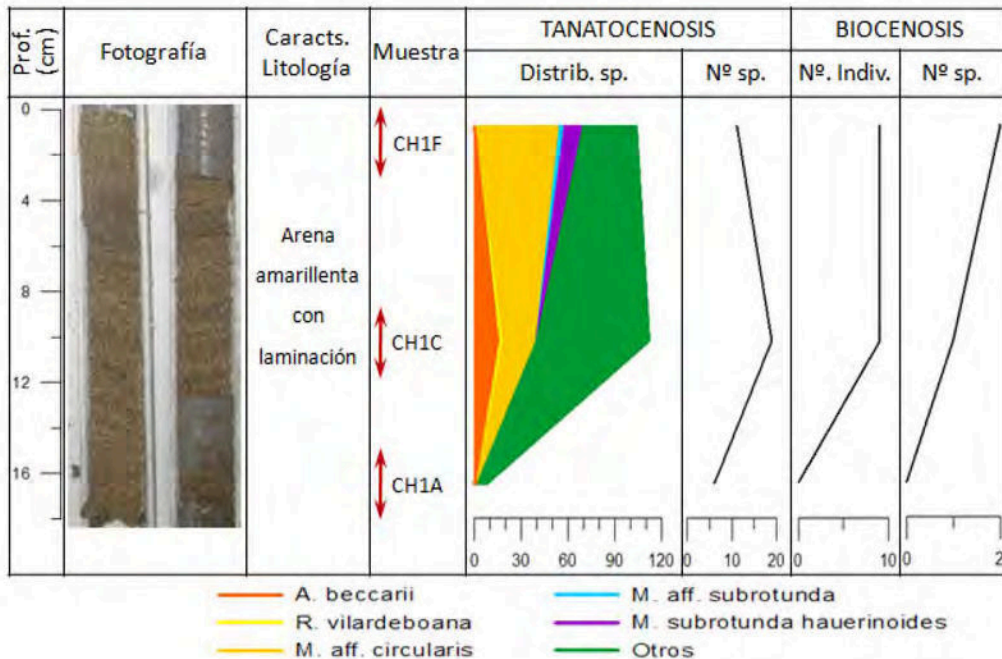 Prof. (cm)
Fotografía
Caracts. Litología
Muestra
TANATOCENOSIS
BIOCENOSIS
Distrib. sp.
Nº sp.
Nº. Indiv.
Nº sp.
0
4
8
12
16
Arena
amarillenta
con
laminación
CH1F
CH1C
CH1A
0 30 60 90 120
0 10 20
0 10
0 2
A. beccarii
R. vilardeboana
M. aff. circularis
M. aff. subrotunda
M. subrotunda hauerinoides
Otros